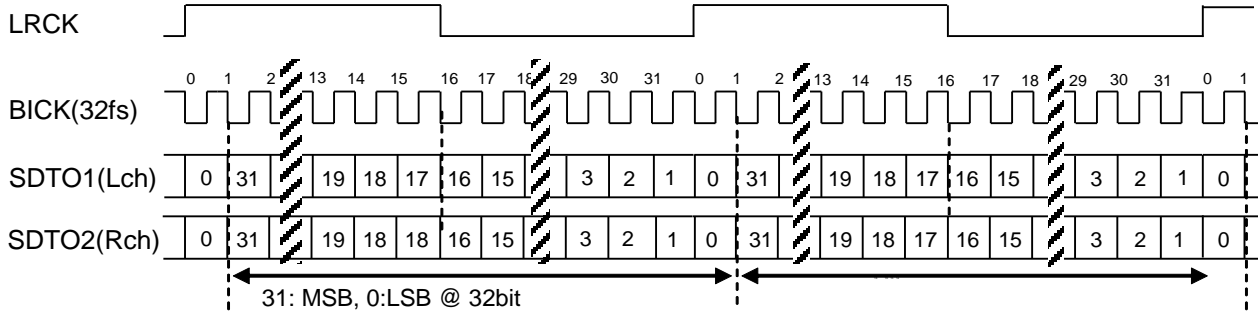 LRCK
0 1 2 13 14 15 16 17 18 29 30 31 0 1 2 13 14 15 16 17 18 29 30 31 0 1
BICK(32fs)
SDTO1(Lch) 0 31 19 18 17 16 15 3 2 1 0 31 19 18 17 16 15 3 2 1 0
SDTO2(Rch) 0 31 19 18 18 16 15 3 2 1 0 31 19 18 17 16 15 3 2 1 0
31: MSB, 0:LSB @ 32bit